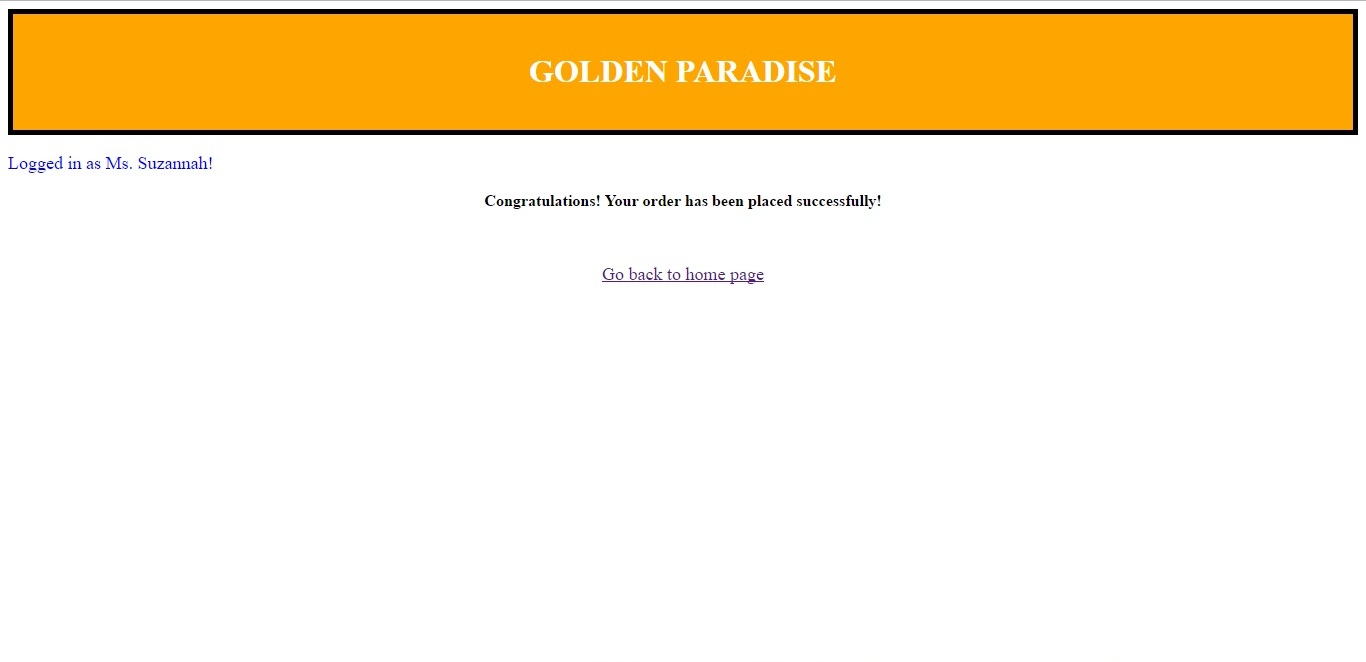 GOLDEN PARADISE
Logged in as Ms. Suzannah!
Congratulations! Your order has been placed successfully!
Go back to home page